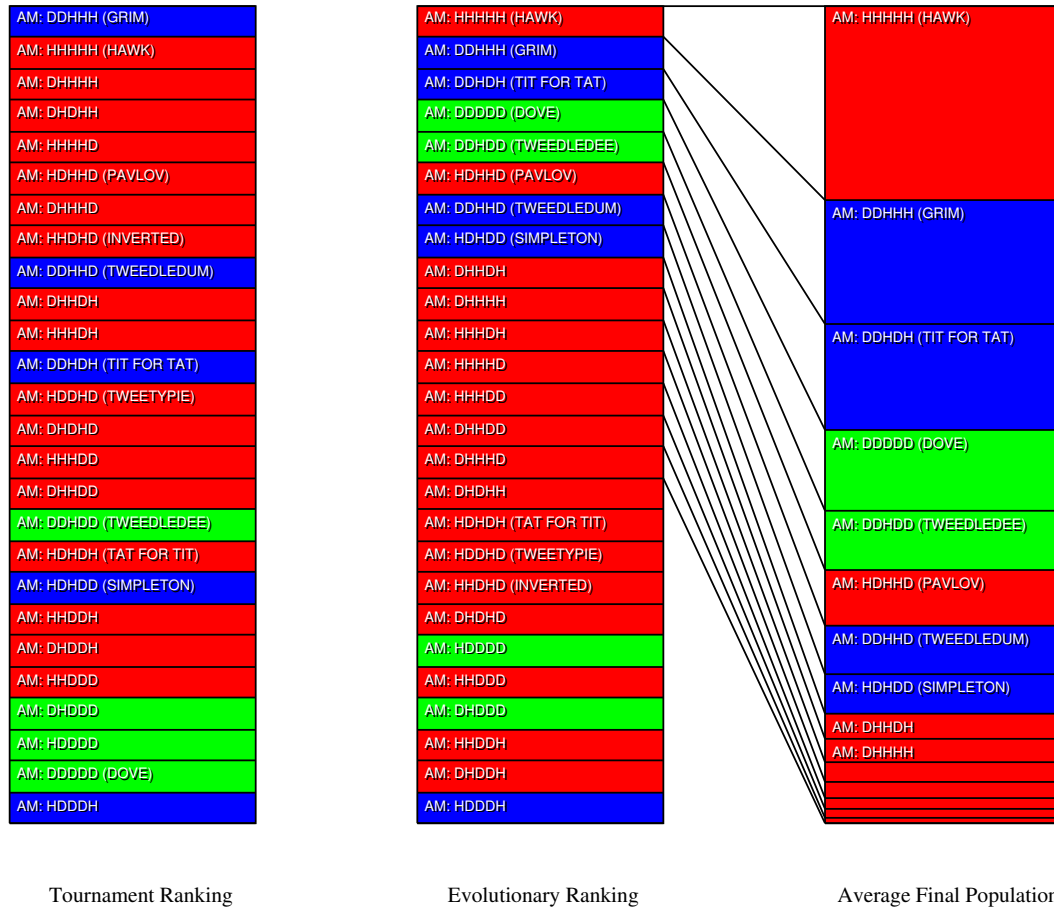 AM: DDHHH (GRIM)
AM: HHHHH (HAWK)
AM: DHHHH
AM: DHDHH
AM: HHHHD
AM: HDHHD (PAVLOV)
AM: DHHHD
AM: HHDHD (INVERTED)
AM: DDHHD (TWEEDLEDUM)
AM: DHHDH
AM: HHHDH
AM: DDHDH (TIT FOR TAT)
AM: HDDHD (TWEETYPIE)
AM: DHDHD
AM: HHHDD
AM: DHHDD
AM: DDHDD (TWEEDLEDEE)
AM: HDHDH (TAT FOR TIT)
AM: HDHDD (SIMPLETON)
AM: HHDDH
AM: DHDDH
AM: HHDDD
AM: DHDDD
AM: HDDDD
AM: DDDDD (DOVE)
AM: HDDDH
Tournament Ranking
AM: HHHHH (HAWK)
AM: DDHHH (GRIM)
AM: DDHDH (TIT FOR TAT)
AM: DDDDD (DOVE)
AM: DDHDD (TWEEDLEDEE)
AM: HDHHD (PAVLOV)
AM: DDHHD (TWEEDLEDUM)
AM: HDHDD (SIMPLETON)
AM: DHHDH
AM: DHHHH
AM: HHHDH
AM: HHHHD
AM: HHHDD
AM: DHHDD
AM: DHHHD
AM: DHDHH
AM: HDHDH (TAT FOR TIT)
AM: HDDHD (TWEETYPIE)
AM: HHDHD (INVERTED)
AM: DHDHD
AM: HDDDD
AM: HHDDD
AM: DHDDD
AM: HHDDH
AM: DHDDH
AM: HDDDH
Evolutionary Ranking
AM: HHHHH (HAWK)
AM: DDHHH (GRIM)
AM: DDHDH (TIT FOR TAT)
AM: DDDDD (DOVE)
AM: DDHDD (TWEEDLEDEE)
AM: HDHHD (PAVLOV)
AM: DDHHD (TWEEDLEDUM)
AM: HDHDD (SIMPLETON)
AM: DHHDH
AM: DHHHH
Average Final Population